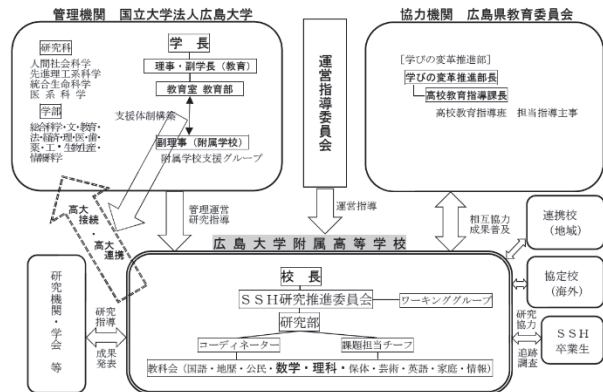 管理機関 国立大学法人広島大学
研究科
人間社会科学
先進理工系科学
統合生命科学
医系科学
学部
総合科学・文・教育・
法・経済・理・医・歯・
薬・工・生物生産・
情報科学
学長
理事・副学長（教育）
教育室 教育部
支援体制構築
副理事（附属学校）
附属学校支援グループ
運営指導委員会
協力機関 広島県教育委員会
［学びの変革推進部］
学びの変革推進部長
高校教育指導課長
高校教育指導班 担当指導主事
高大接続・高大連携
管理運営
研究指導
運営指導
相互協力
成果普及
連携校
（地域）
協定校
（海外）
ＳＳＨ
卒業生
研究
協力
追跡
調査
研究機関・学会 等
研究
指導
成果
発表
広島大学附属高等学校
校長
ＳＳＨ研究推進委員会
ワーキンググループ
研究部
コーディネーター
課題担当チーフ
教科会（国語・地歴・公民・数学・理科・保体・芸術・英語・家庭・情報）